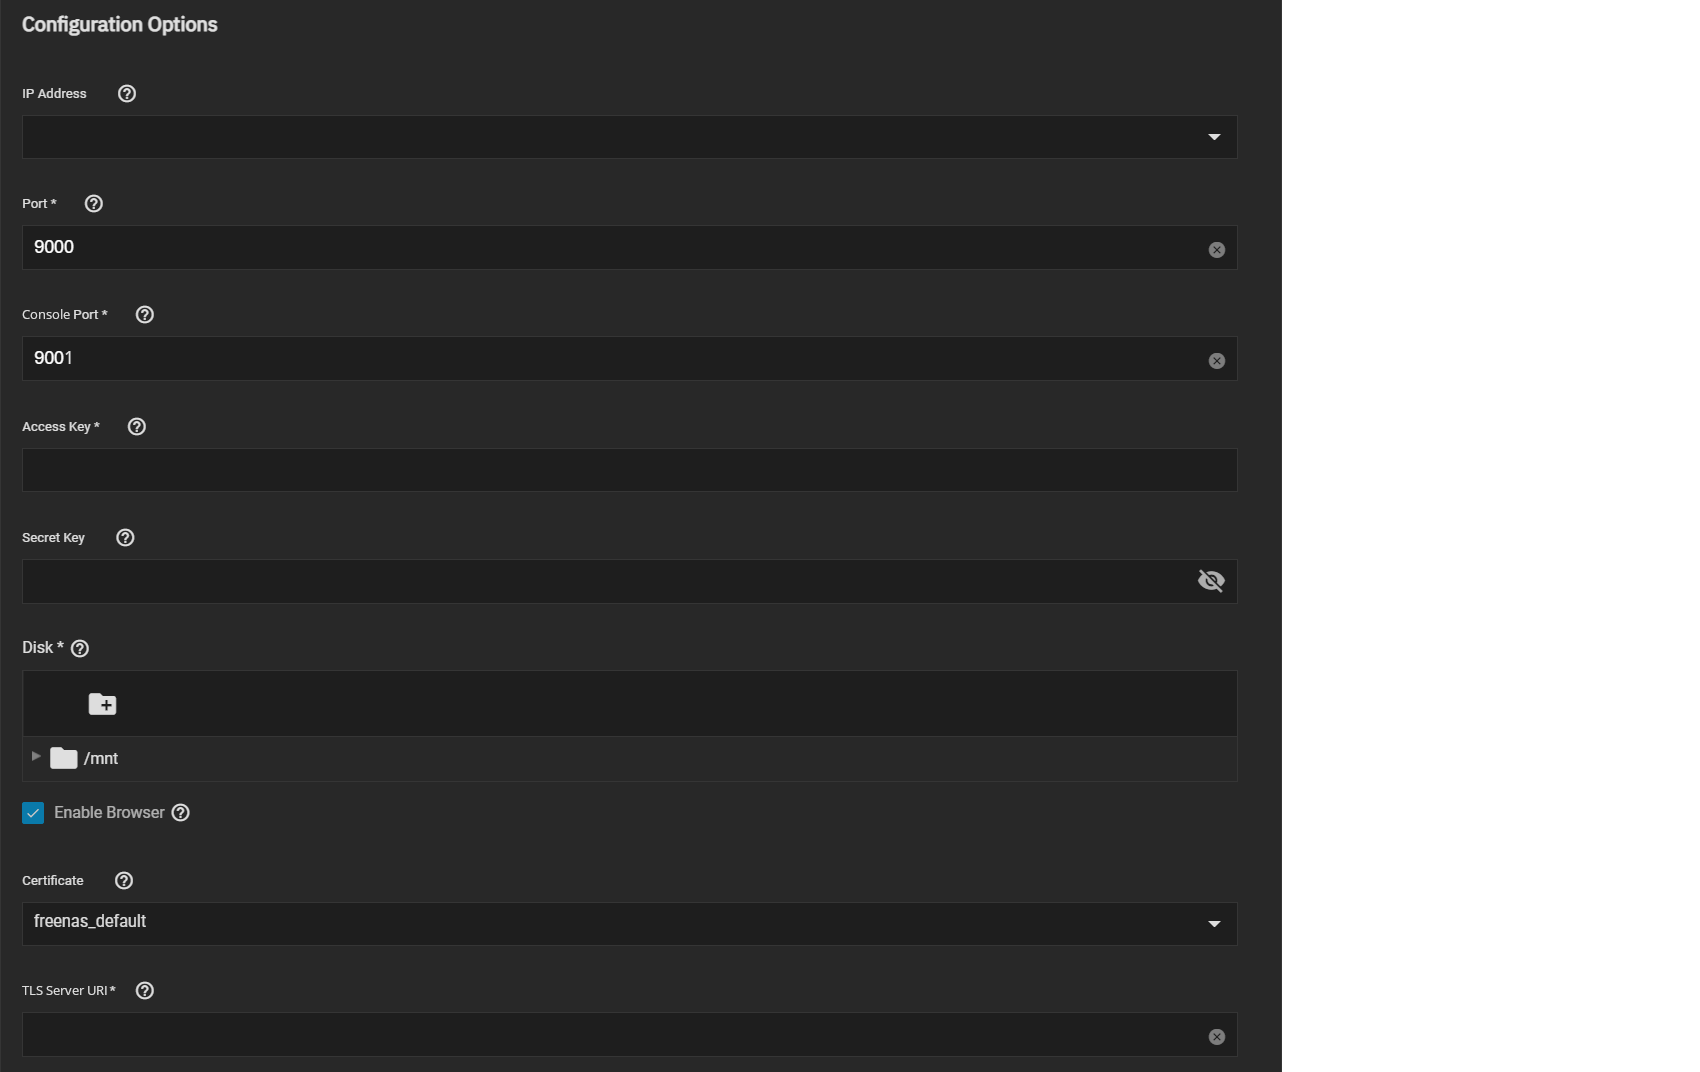 Configuration Options
IP Address
Port *
9000
Console Port *
9001
Access Key *
Secret Key
Disk *
/mnt
Enable Browser
Certificate
freenas_default
TLS Server URI *